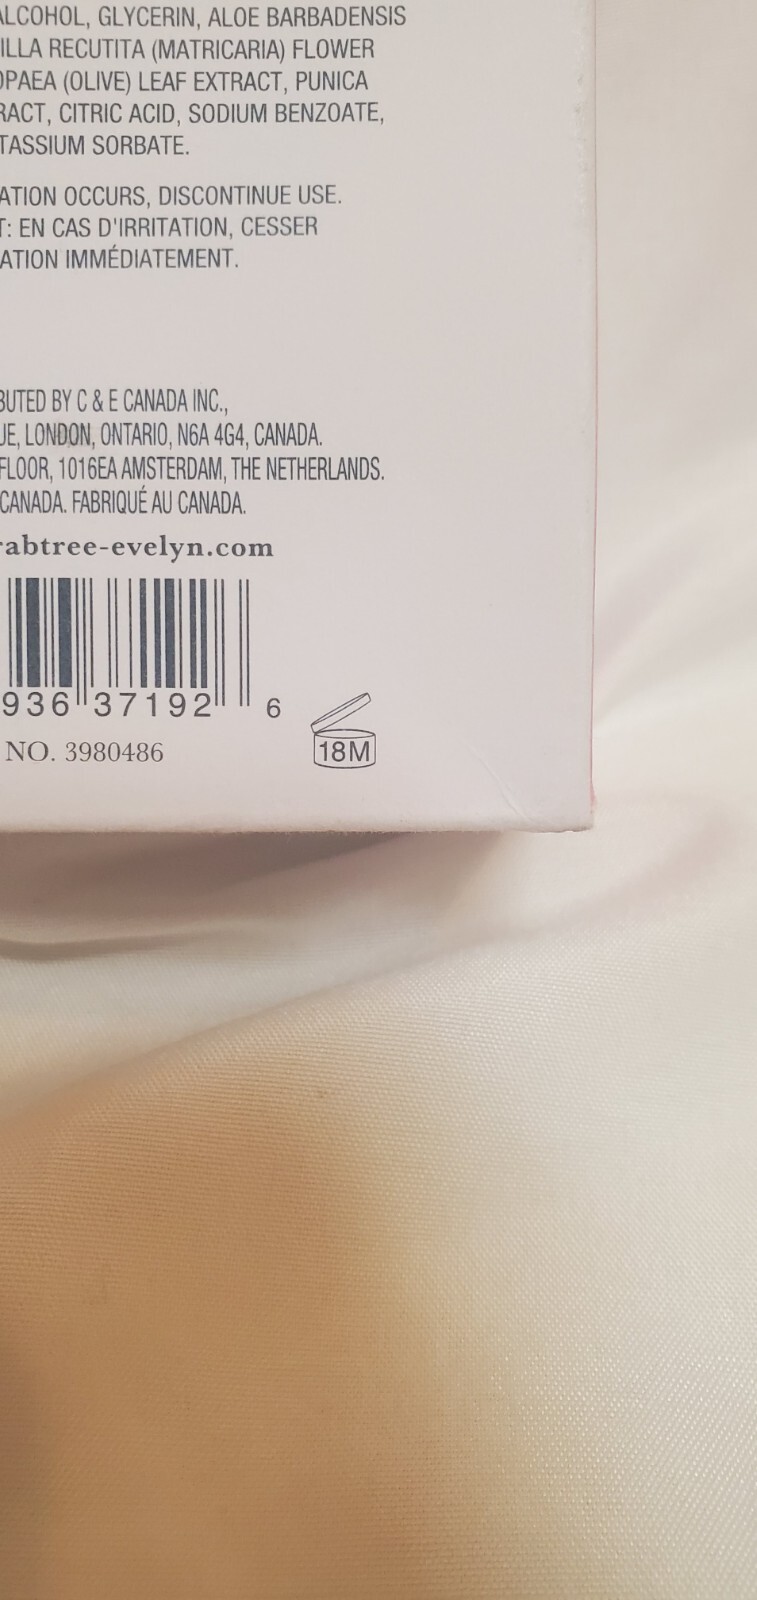 ALCOHOL, GLYCERIN, ALOE BARBADENSIS
ILLA RECUTITA (MATRICARIA) FLOWER
OPAEA (OLIVE) LEAF EXTRACT, PUNICA
RACT, CITRIC ACID, SODIUM BENZOATE,
TASSIUM SORBATE.
ATION OCCURS, DISCONTINUE USE.
T: EN CAS D'IRRITATION, CESSER
ATION IMMÉDIATEMENT.
BUTED BY C & E CANADA INC.,
UE, LONDON, ONTARIO, N6A 4G4, CANADA.
FLOOR, 1016EA AMSTERDAM, THE NETHERLANDS.
CANADA. FABRIQUÉ AU CANADA.
rabtree-evelyn.com
936 37192 6
NO. 3980486
18M